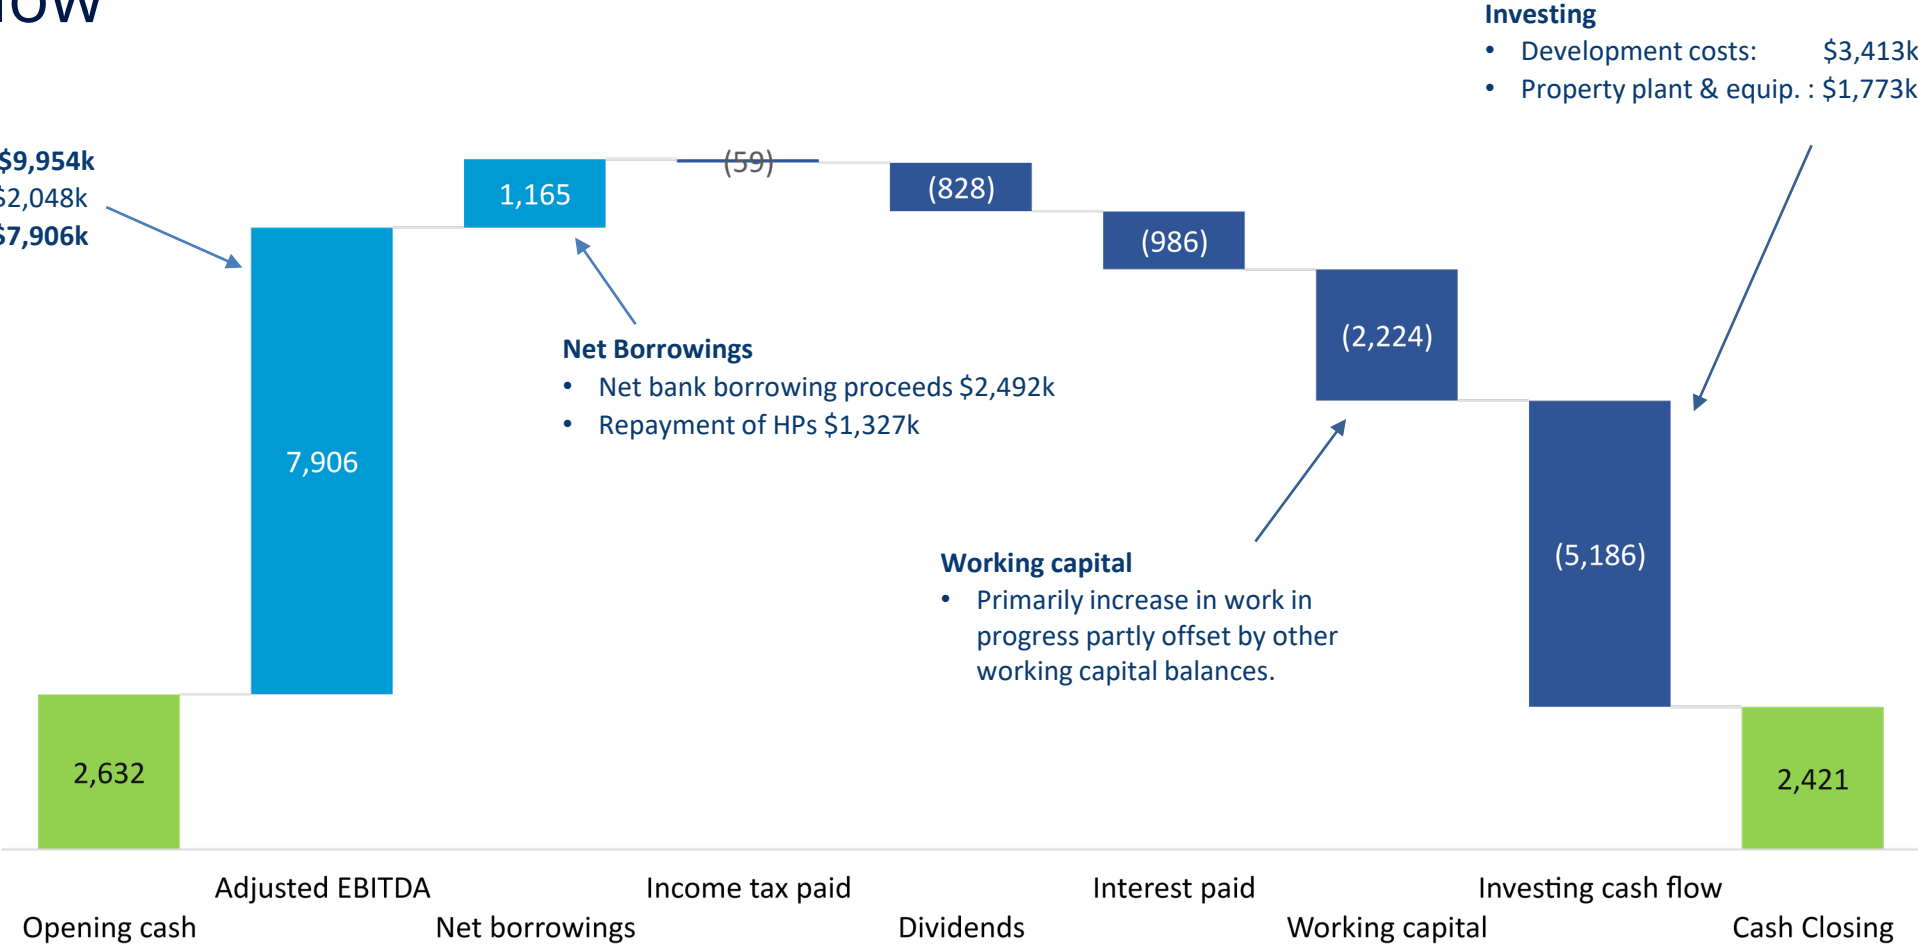 low
Investing
• Development costs: $3,413k
• Property plant & equip. : $1,773k
$9,954k
$2,048k
$7,906k
1,165
(59)
(828)
(986)
(2,224)
Net Borrowings
• Net bank borrowing proceeds $2,492k
• Repayment of HPs $1,327k
7,906
(5,186)
Working capital
• Primarily increase in work in
progress partly offset by other
working capital balances.
2,632
2,421
Adjusted EBITDA
Income tax paid
Interest paid
Investing cash flow
Opening cash
Net borrowings
Dividends
Working capital
Cash Closing